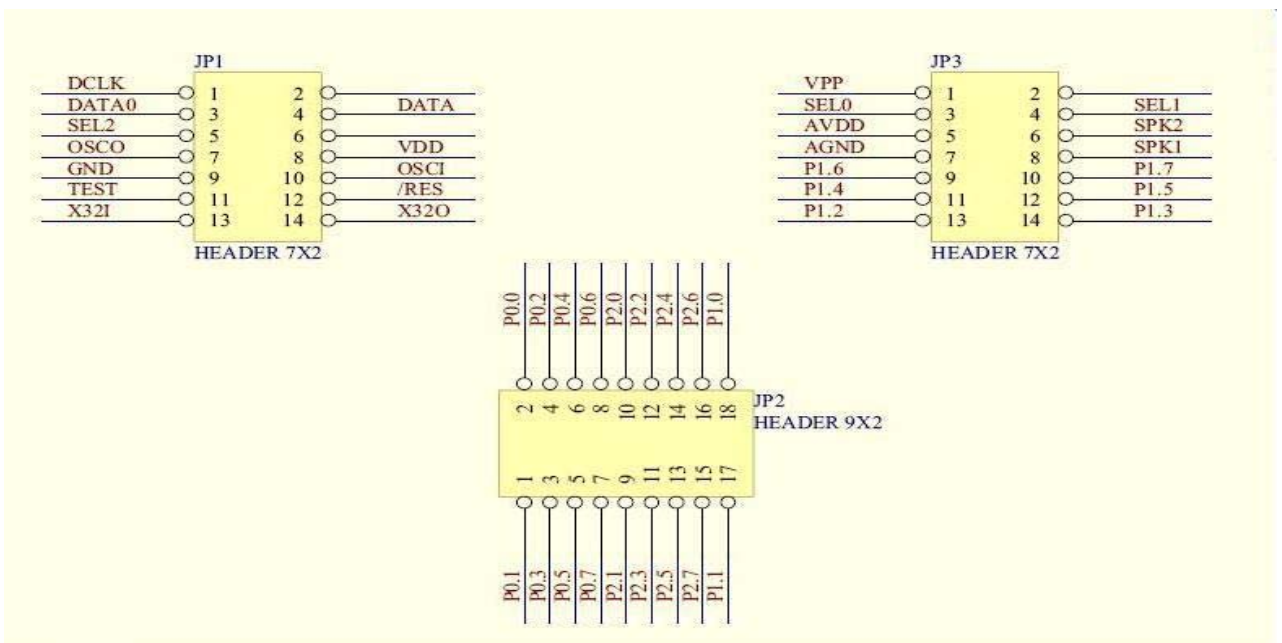 JP1
DCLK 1 2
DATA0 3 4 DATA
SEL2 5 6
OSCO 7 8 VDD
GND 9 10 OSCI
TEST 11 12 /RES
X32I 13 14 X32O
HEADER 7X2
JP3
VPP 1 2
SEL0 3 4 SEL1
AVDD 5 6 SPK2
AGND 7 8 SPK1
P1.6 9 10 P1.7
P1.4 11 12 P1.5
P1.2 13 14 P1.3
HEADER 7X2
P0.0 P0.2 P0.4 P0.6 P2.0 P2.2 P2.4 P2.6 P1.0
2 4 6 8 10 12 14 16 18
JP2
HEADER 9X2
1 3 5 7 9 11 13 15 17
P0.1 P0.3 P0.5 P0.7 P2.1 P2.3 P2.5 P2.7 P1.1